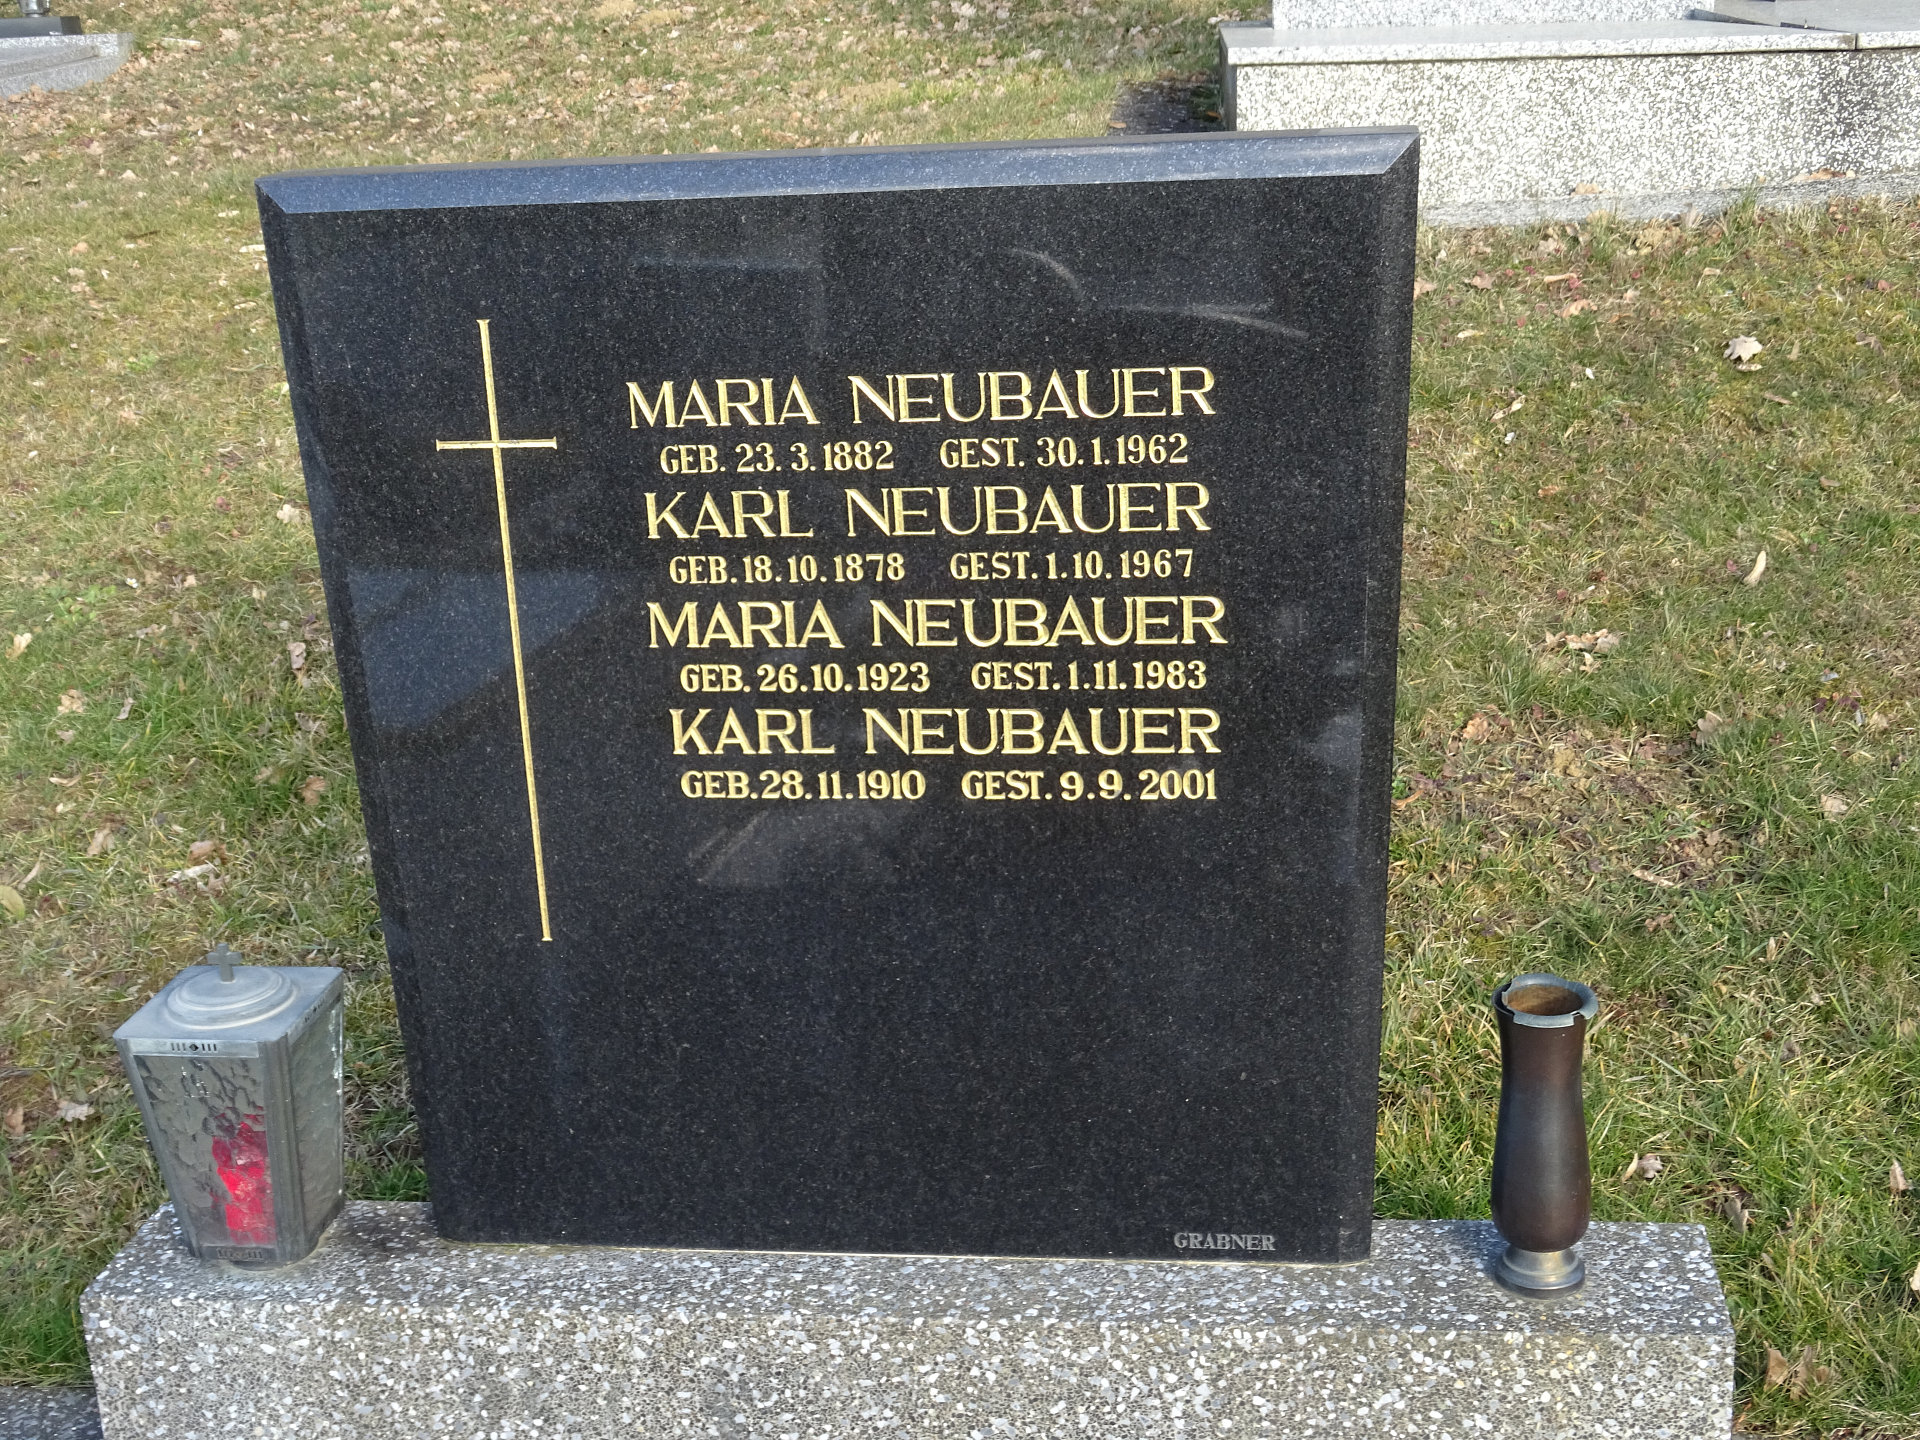 MARIA NEUBAUER
GEB. 23. 3. 1882 GEST. 30. 1. 1962
KARL NEUBAUER
GEB. 18. 10. 1878 GEST. 1. 10. 1967
MARIA NEUBAUER
GEB. 26. 10. 1923 GEST. 1. 11. 1983
KARL NEUBAUER
GEB. 28. 11. 1910 GEST. 9. 9. 2001
GRABNER